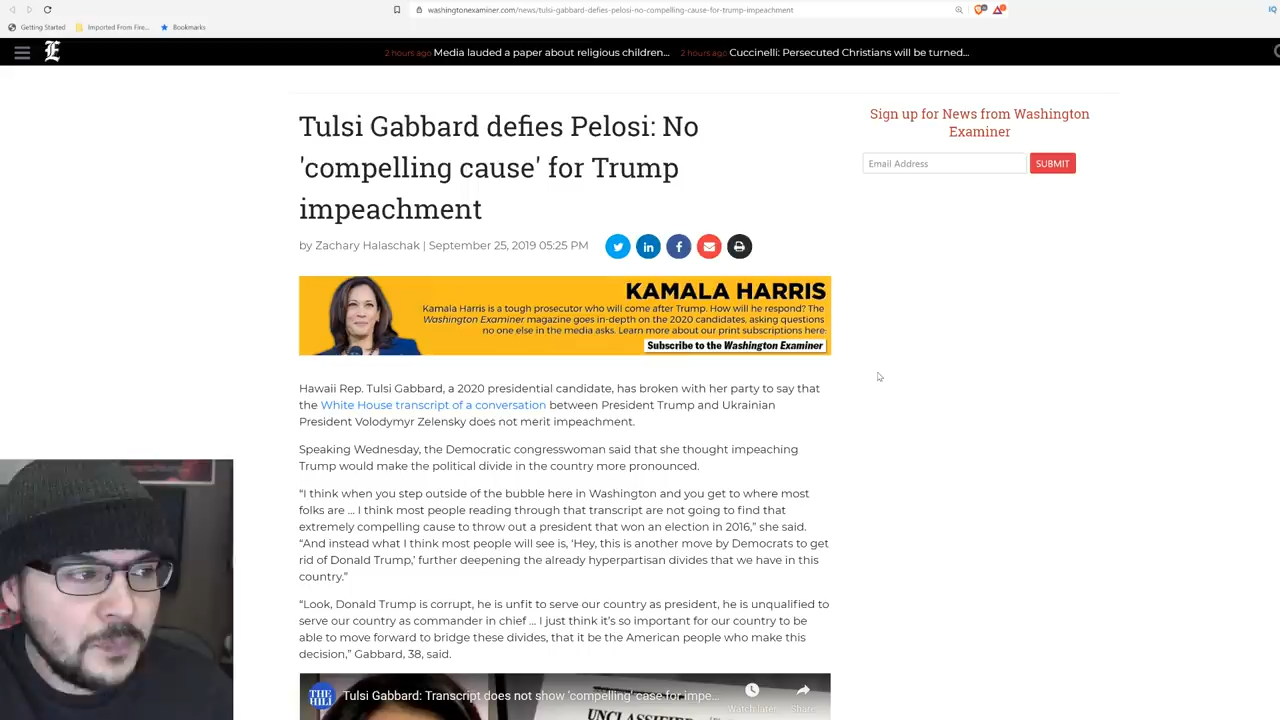 washingtonexaminer.com/news/tulsi-gabbard-defies-pelosi-no-compelling-cause-for-trump-impeachment
Getting Started Imported From Fire... Bookmarks
E 2 hours ago Media lauded a paper about religious children... 2 hours ago Cuccinelli: Persecuted Christians will be turned...
Tulsi Gabbard defies Pelosi: No
'compelling cause' for Trump
impeachment
by Zachary Halaschak | September 25, 2019 05:25 PM
Sign up for News from Washington
Examiner
Email Address SUBMIT
KAMALA HARRIS
Kamala Harris is a tough prosecutor who will come after Trump. How will he respond? The
Washington Examiner magazine goes in-depth on the 2020 candidates, asking questions
no one else in the media asks. Learn more about our print subscriptions here:
Subscribe to the Washington Examiner
Hawaii Rep. Tulsi Gabbard, a 2020 presidential candidate, has broken with her party to say that
the White House transcript of a conversation between President Trump and Ukrainian
President Volodymyr Zelensky does not merit impeachment.
Speaking Wednesday, the Democratic congresswoman said that she thought impeaching
Trump would make the political divide in the country more pronounced.
“I think when you step outside of the bubble here in Washington and you get to where most
folks are … I think most people reading through that transcript are not going to find that
extremely compelling cause to throw out a president that won an election in 2016,” she said.
“And instead what I think most people will see is, ‘Hey, this is another move by Democrats to get
rid of Donald Trump,’ further deepening the already hyperpartisan divides that we have in this
country.”
“Look, Donald Trump is corrupt, he is unfit to serve our country as president, he is unqualified to
serve our country as commander in chief … I just think it’s so important for our country to be
able to move forward to bridge these divides, that it be the American people who make this
decision,” Gabbard, 38, said.
THE HILL Tulsi Gabbard: Transcript does not show 'compelling' case for impe...
Watch later Share
UNCLASSIFIED